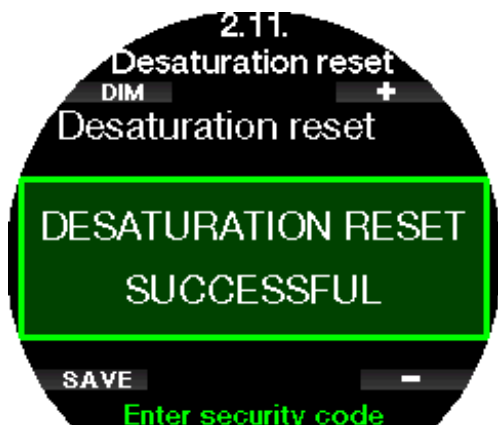 2.11.
Desaturation reset
DIM +
Desaturation reset
DESATURATION RESET
SUCCESSFUL
SAVE -
Enter security code